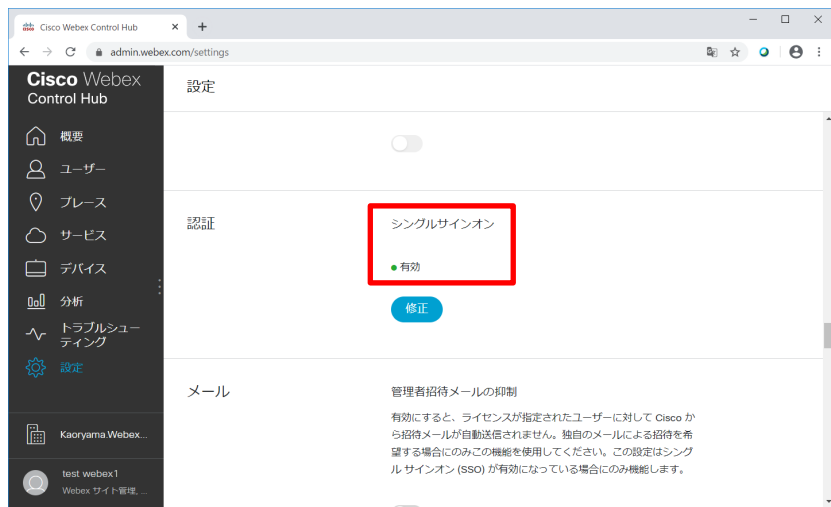 Cisco Webex Control Hub
admin.webex.com/settings
Cisco Webex
Control Hub
設定
概要
ユーザー
プレース
サービス
デバイス
分析
トラブルシュー
ティング
設定
Kaoryama.Webex...
test webex1
Webex サイト管理, ...
認証
シングルサインオン
有効
修正
メール
管理者招待メールの抑制
有効にすると、ライセンスが指定されたユーザーに対して Cisco か
ら招待メールが自動送信されません。独自のメールによる招待を希
望する場合にのみこの機能を使用してください。この設定はシング
ル サインオン (SSO) が有効になっている場合にのみ機能します。